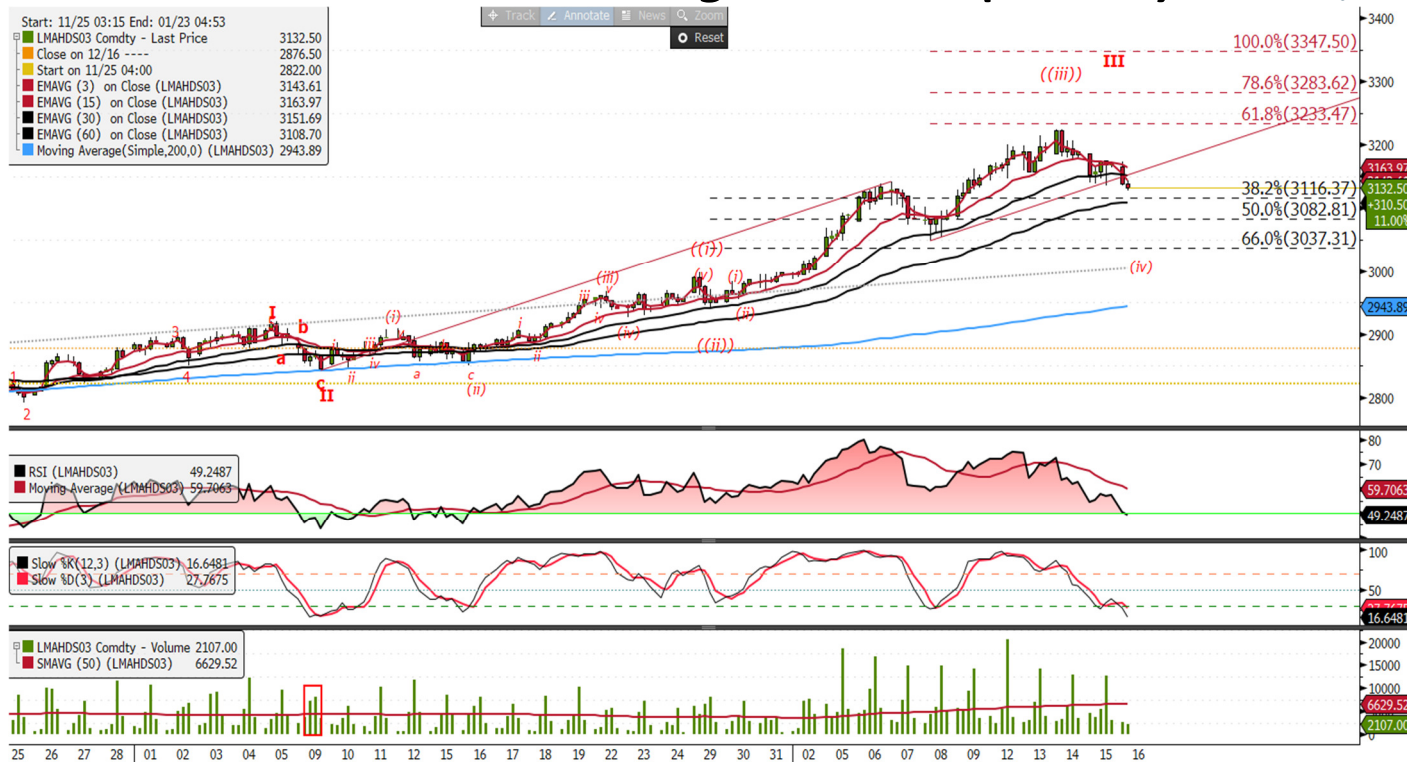 Start: 11/25 03:15 End: 01/23 04:53
LMAHDS03 Comdty - Last Price 3132.50
Close on 12/16 ---- 2876.50
Start on 11/25 04:00 2822.00
EMAVG (3) on Close (LMAHDS03) 3143.61
EMAVG (15) on Close (LMAHDS03) 3163.97
EMAVG (30) on Close (LMAHDS03) 3151.69
EMAVG (60) on Close (LMAHDS03) 3108.70
Moving Average(Simple,200,0) (LMAHDS03) 2943.89
Track Annotate News Zoom
Reset
3400
100.0%(3347.50)
III
((iii))
3300
78.6%(3283.62)
61.8%(3233.47)
3200
3163.97
38.2%(3116.37)
3132.50
+310.50
11.00%
50.0%(3082.81)
66.0%(3037.31)
((i))
(iv)
3000
(iii) (v) (i)
iii v
iv (iv) (ii)
2943.89
I b (i) i
2900
3 a i iii ii ((ii))
1 4 c II ii iv a c (ii)
2800
2
RSI (LMAHDS03) 49.2487
Moving Average (LMAHDS03) 59.7063
80
70
59.7063
49.2487
Slow %K(12,3) (LMAHDS03) 16.6481
Slow %D(3) (LMAHDS03) 27.7675
100
50
27.7675
16.6481
LMAHDS03 Comdty - Volume 2107.00
SMAVG (50) (LMAHDS03) 6629.52
20000
15000
10000
6629.52
2107.00
0
25 26 27 28 01 02 03 04 05 09 10 11 12 15 16 17 18 19 22 23 24 29 30 31 02 05 06 07 08 09 12 13 14 15 16